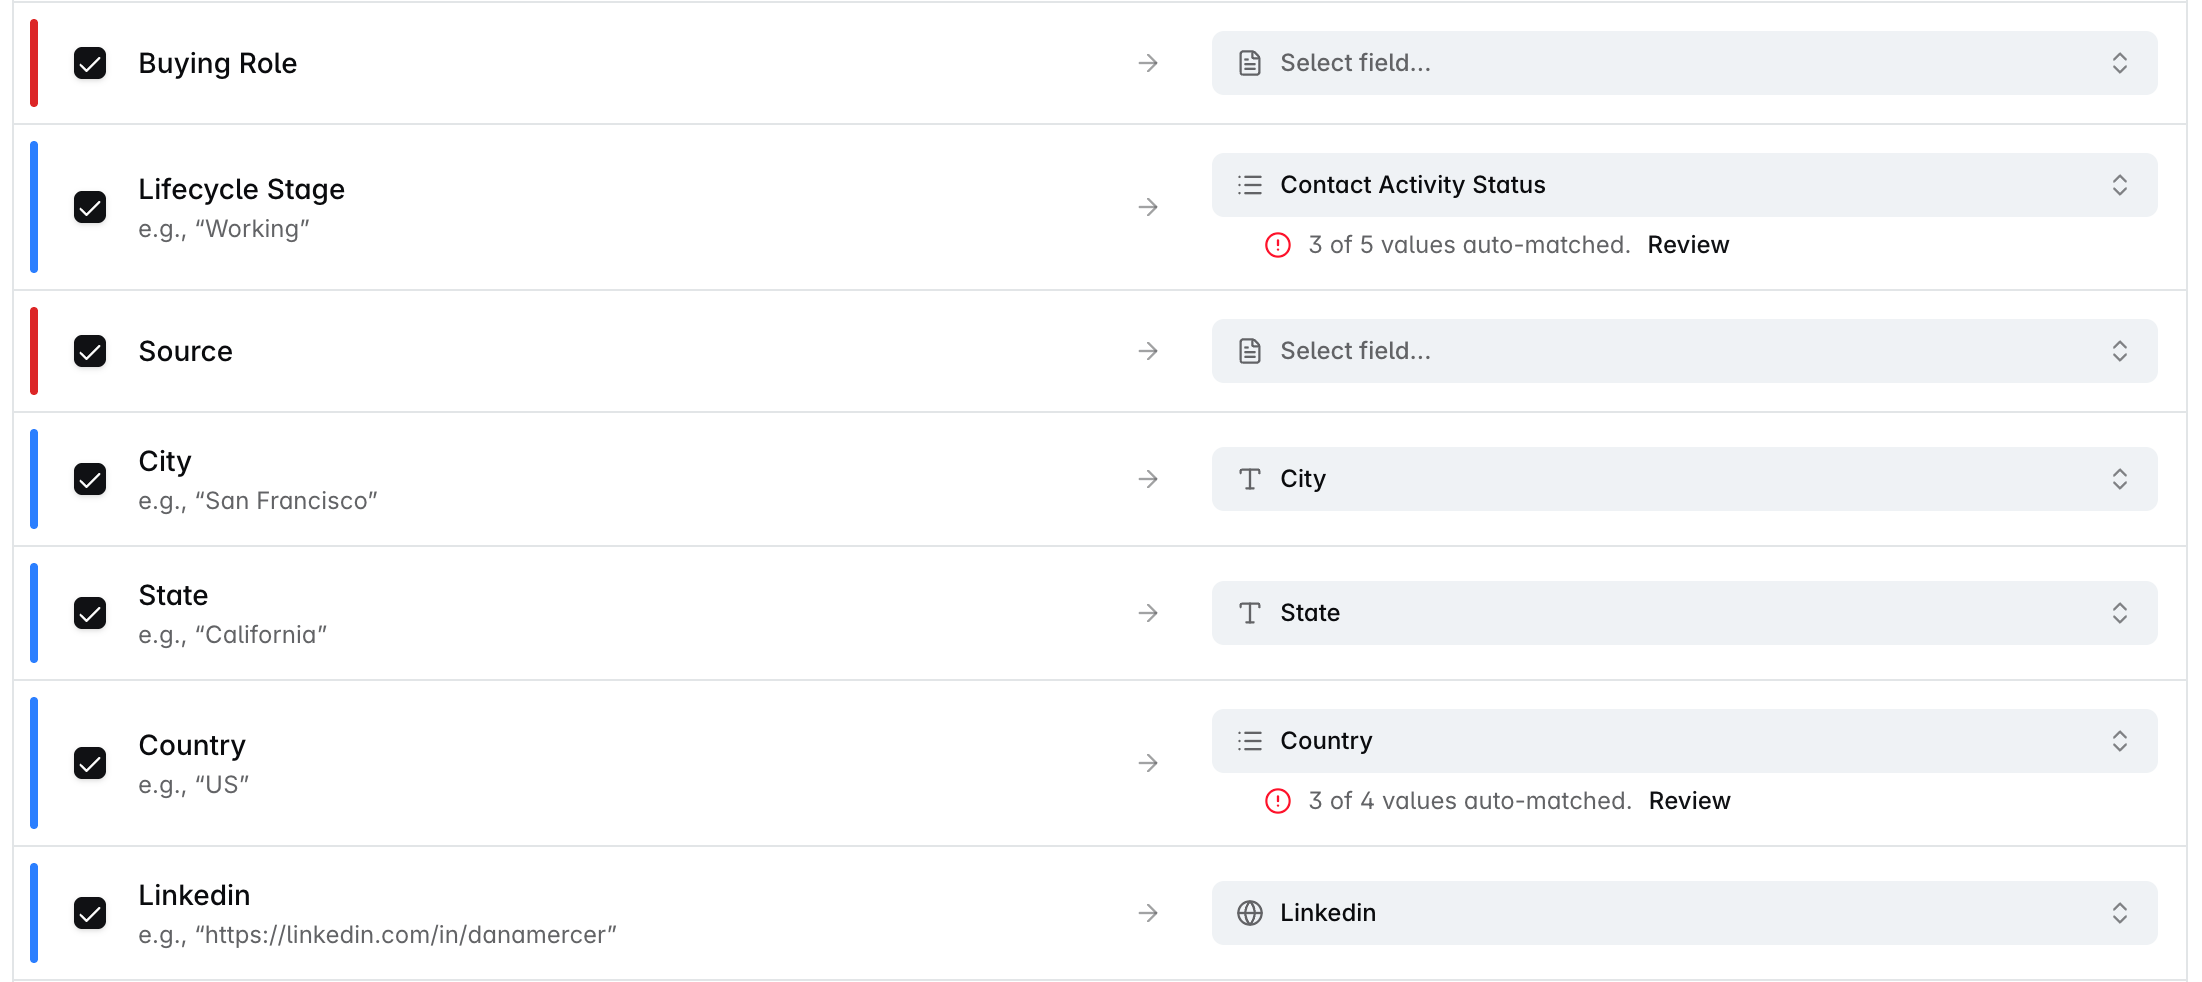 Buying Role
Select field...
Lifecycle Stage
e.g., “Working”
Contact Activity Status
3 of 5 values auto-matched. Review
Source
Select field...
City
e.g., “San Francisco”
City
State
e.g., “California”
State
Country
e.g., “US”
Country
3 of 4 values auto-matched. Review
Linkedin
e.g., “https://linkedin.com/in/danamercer”
Linkedin